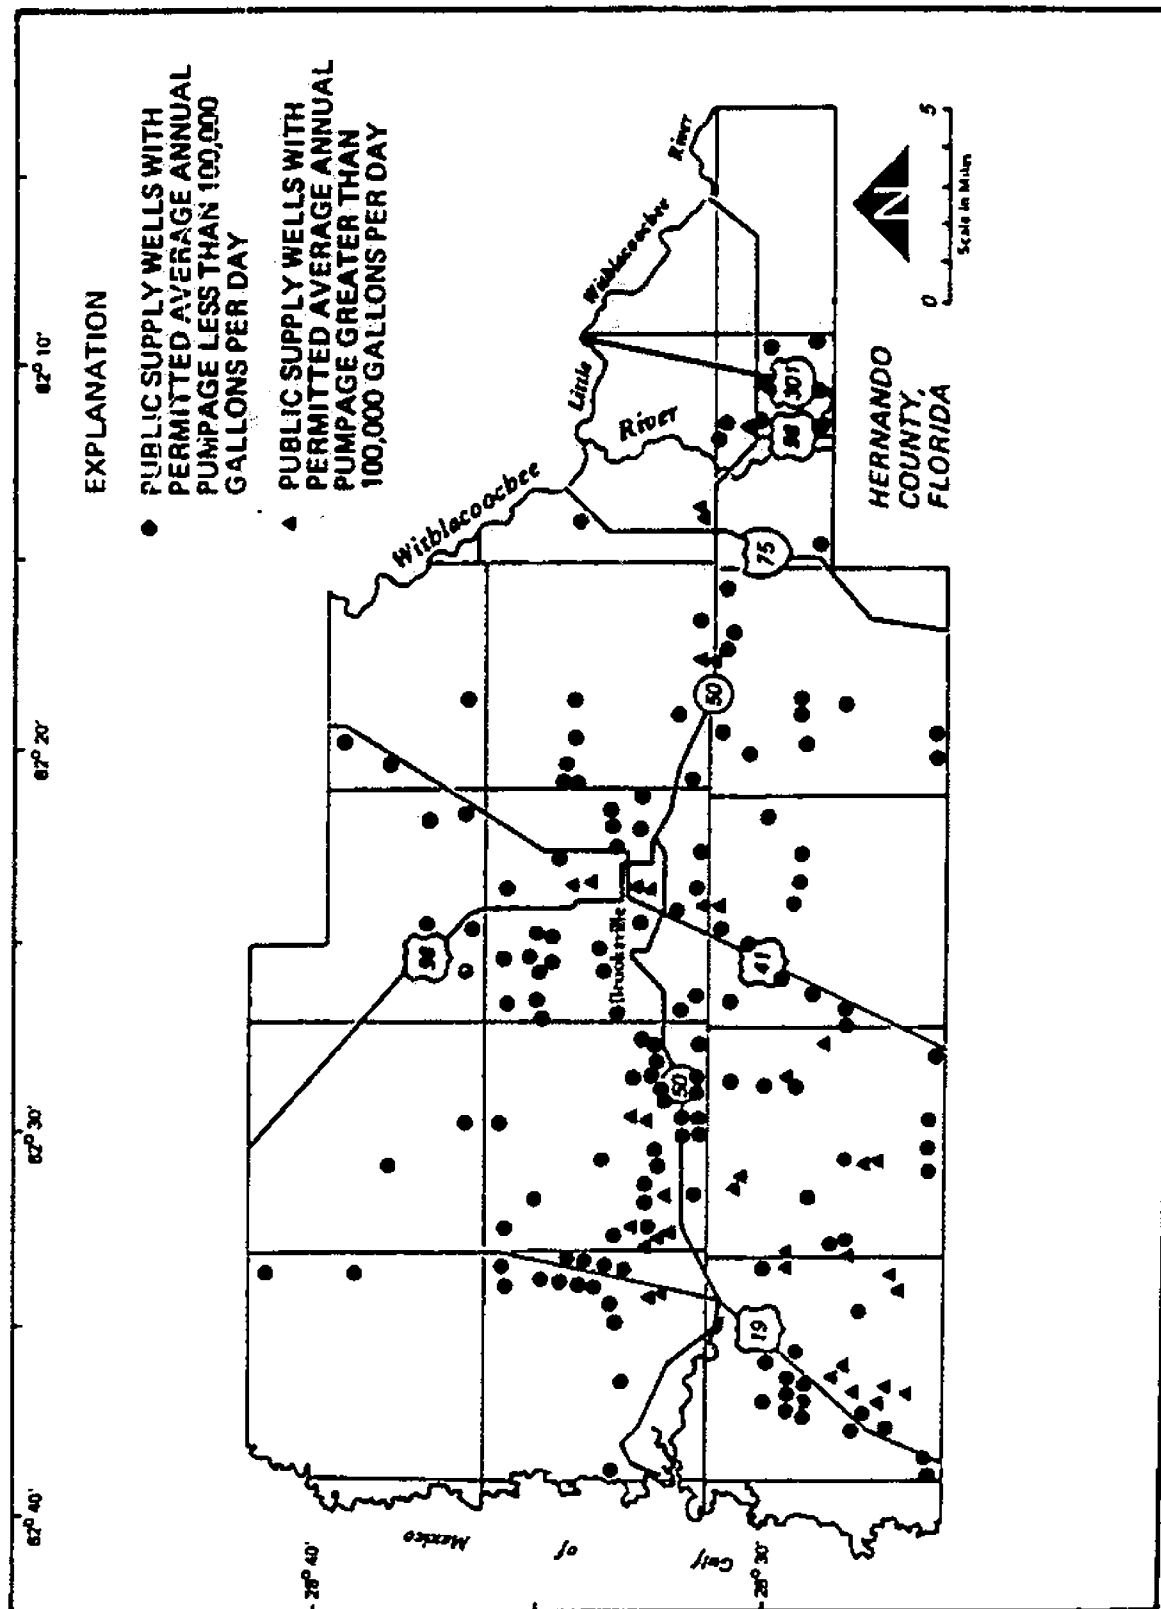 EXPLANATION
PUBLIC SUPPLY WELLS WITH
PERMITTED AVERAGE ANNUAL
PUMPAGE LESS THAN 100,000
GALLONS PER DAY
PUBLIC SUPPLY WELLS WITH
PERMITTED AVERAGE ANNUAL
PUMPAGE GREATER THAN
100,000 GALLONS PER DAY
82° 40'
82° 30'
82° 20'
82° 10'
28° 40'
28° 30'
Gulf
of
Mexico
Withlacoochee
Little
Withlacoochee
River
River
Brooksville
98
50
50
41
19
75
98
301
HERNANDO
COUNTY,
FLORIDA
N
0
5
Scale in Miles